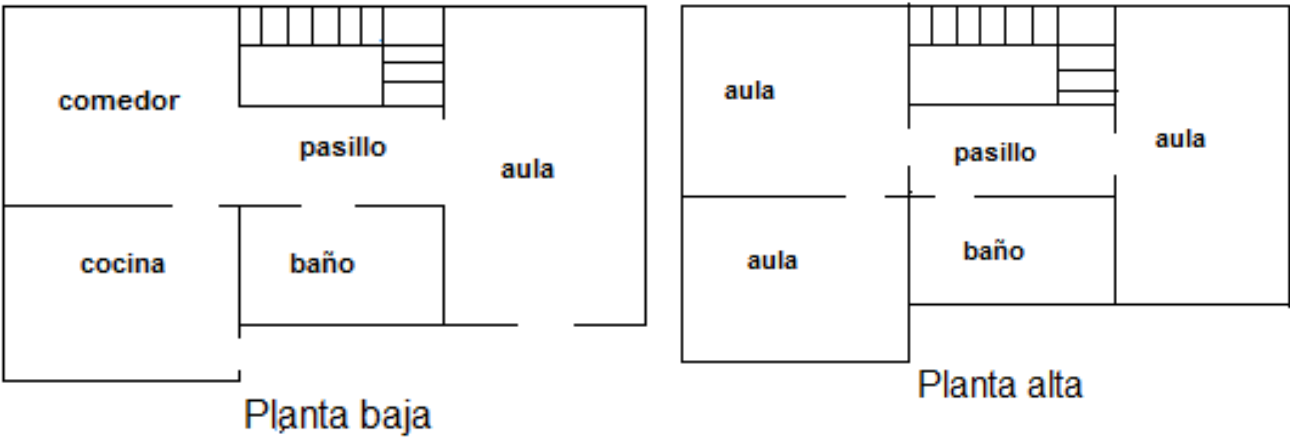 comedor
pasillo
aula
cocina
baño
Planta baja
aula
pasillo
aula
aula
baño
Planta alta